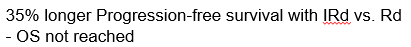 35% longer Progression-free survival with IRd vs. Rd
- OS not reached